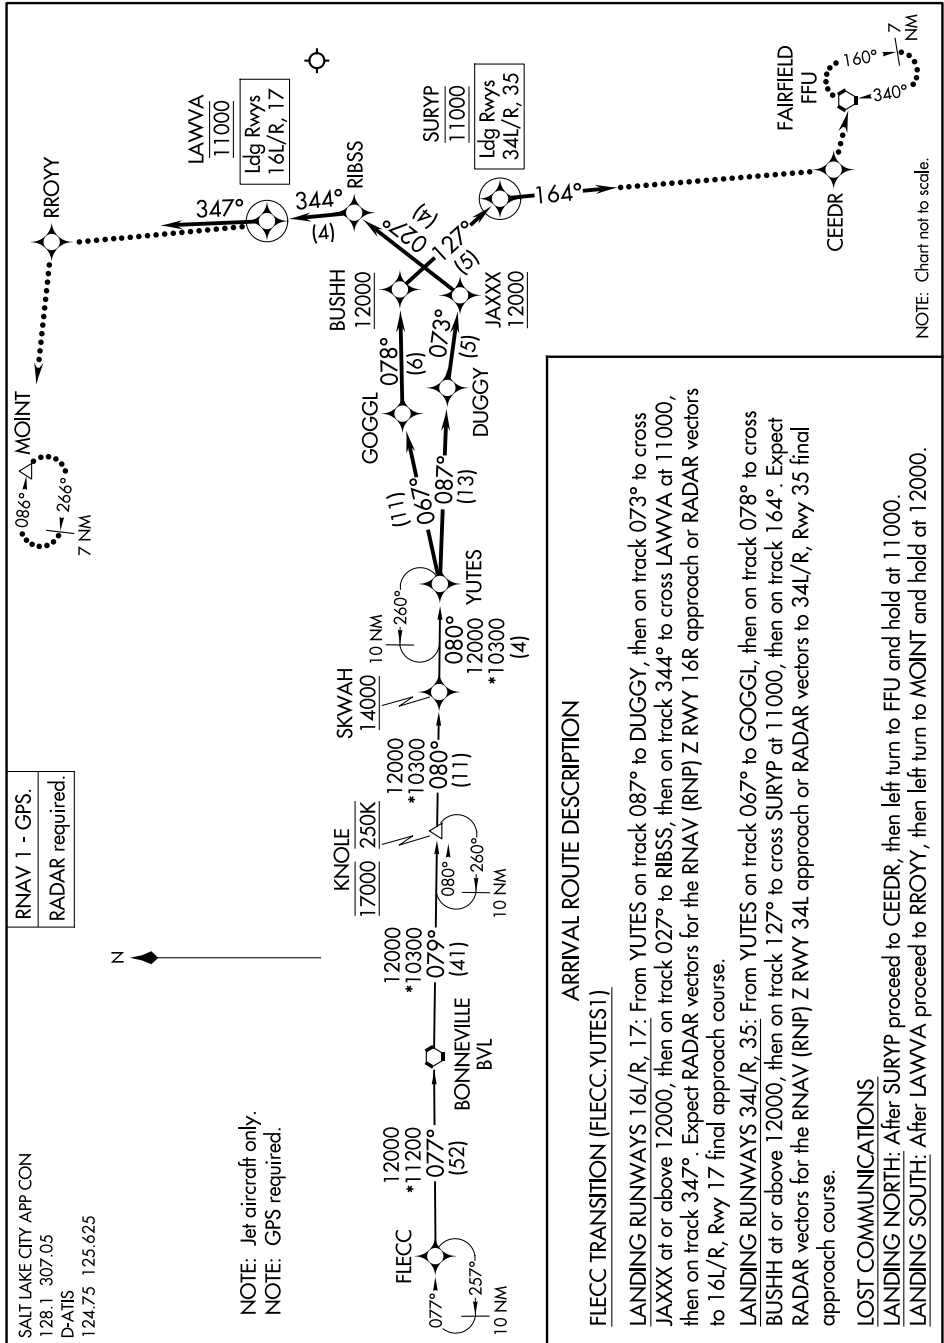 SALT LAKE CITY APP CON
128.1 307.05
D-ATIS
124.75 125.625
RNAV 1 - GPS.
RADAR required.
NOTE: Jet aircraft only.
NOTE: GPS required.
N
FLECC
077°
257°
10 NM
12000
*11200
077°
(52)
BONNEVILLE
BVL
12000
*10300
079°
(41)
KNOLE
17000 250K
080°
260°
10 NM
12000
*10300
080°
(11)
SKWAH
14000
080°
12000
*10300
(4)
10 NM
260°
YUTES
067°
(11)
087°
(13)
GOGGL
078°
(6)
DUGGY
073°
(5)
BUSHH
12000
JAXXX
12000
027°
(4)
127°
(5)
RIBSS
344°
(4)
LAWVA
11000
Ldg Rwys
16L/R, 17
347°
RROYY
MOINT
086°
266°
7 NM
SURYP
11000
Ldg Rwys
34L/R, 35
164°
CEEDR
FAIRFIELD
FFU
160°
340°
7
NM
NOTE: Chart not to scale.
ARRIVAL ROUTE DESCRIPTION
FLECC TRANSITION (FLECC.YUTES1)
LANDING RUNWAYS 16L/R, 17: From YUTES on track 087° to DUGGY, then on track 073° to cross
JAXXX at or above 12000, then on track 027° to RIBSS, then on track 344° to cross LAWVA at 11000,
then on track 347°. Expect RADAR vectors for the RNAV (RNP) Z RWY 16R approach or RADAR vectors
to 16L/R, Rwy 17 final approach course.
LANDING RUNWAYS 34L/R, 35: From YUTES on track 067° to GOGGL, then on track 078° to cross
BUSHH at or above 12000, then on track 127° to cross SURYP at 11000, then on track 164°. Expect
RADAR vectors for the RNAV (RNP) Z RWY 34L approach or RADAR vectors to 34L/R, Rwy 35 final
approach course.
LOST COMMUNICATIONS
LANDING NORTH: After SURYP proceed to CEEDR, then left turn to FFU and hold at 11000.
LANDING SOUTH: After LAWVA proceed to RROYY, then left turn to MOINT and hold at 12000.